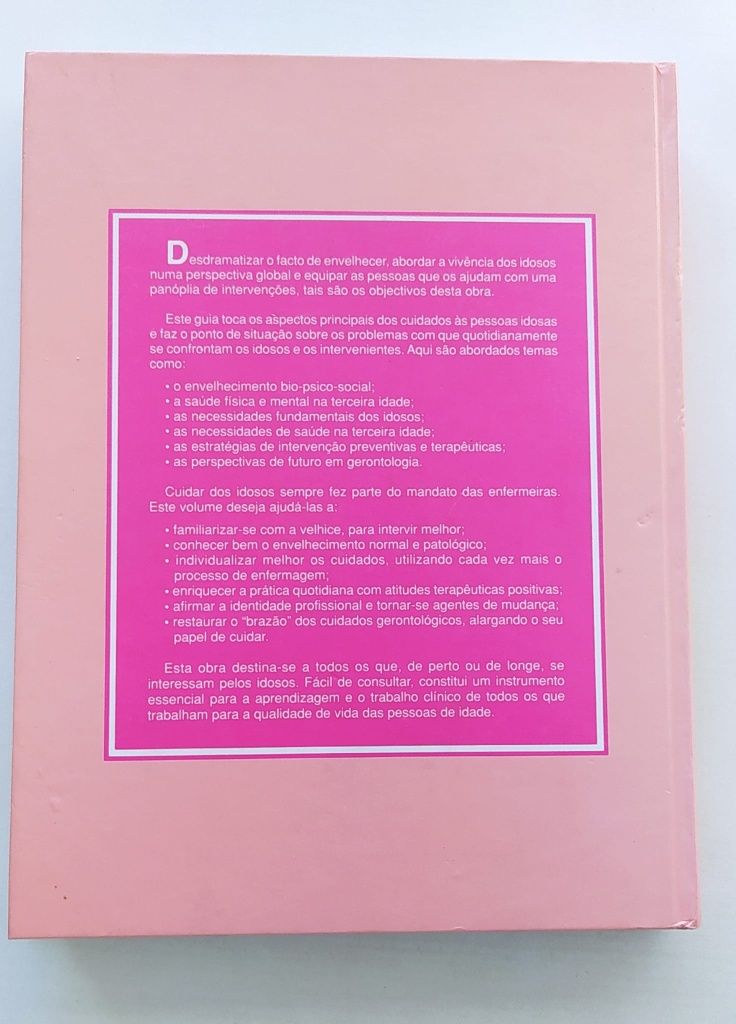 Desdramatizar o facto de envelhecer, abordar a vivência dos idosos
numa perspectiva global e equipar as pessoas que os ajudam com uma
panóplia de intervenções, tais são os objectivos desta obra.
Este guia toca os aspectos principais dos cuidados às pessoas idosas
e faz o ponto de situação sobre os problemas com que quotidianamente
se confrontam os idosos e os intervenientes. Aqui são abordados temas
como:
• o envelhecimento bio-psico-social;
• a saúde física e mental na terceira idade;
• as necessidades fundamentais dos idosos;
• as necessidades de saúde na terceira idade;
• as estratégias de intervenção preventivas e terapêuticas;
• as perspectivas de futuro em gerontologia.
Cuidar dos idosos sempre fez parte do mandato das enfermeiras.
Este volume deseja ajudá-las a:
• familiarizar-se com a velhice, para intervir melhor;
• conhecer bem o envelhecimento normal e patológico;
• individualizar melhor os cuidados, utilizando cada vez mais o
processo de enfermagem;
• enriquecer a prática quotidiana com atitudes terapêuticas positivas;
• afirmar a identidade profissional e tornar-se agentes de mudança;
• restaurar o "brazão" dos cuidados gerontológicos, alargando o seu
papel de cuidar.
Esta obra destina-se a todos os que, de perto ou de longe, se
interessam pelos idosos. Fácil de consultar, constitui um instrumento
essencial para a aprendizagem e o trabalho clínico de todos os que
trabalham para a qualidade de vida das pessoas de idade.